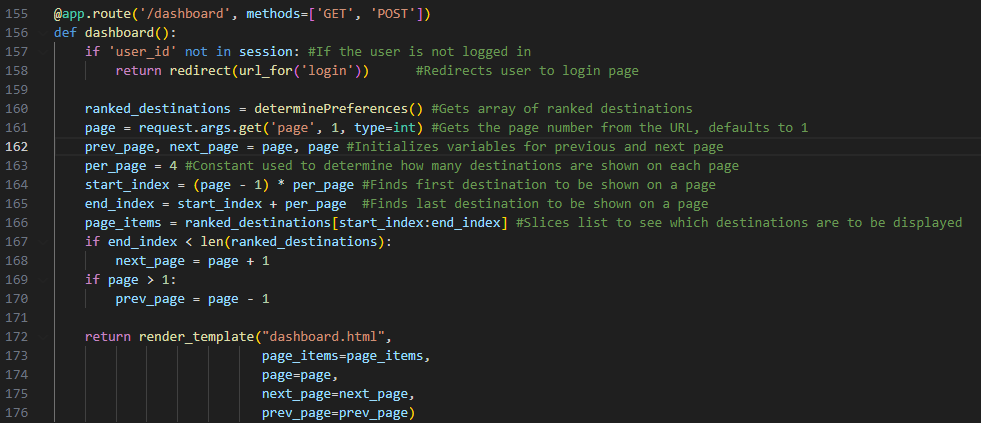 155 @app.route('/dashboard', methods=['GET', 'POST'])
156 def dashboard():
157     if 'user_id' not in session: #If the user is not logged in
158         return redirect(url_for('login'))      #Redirects user to login page
159
160     ranked_destinations = determinePreferences() #Gets array of ranked destinations
161     page = request.args.get('page', 1, type=int) #Gets the page number from the URL, defaults to 1
162     prev_page, next_page = page, page #Initializes variables for previous and next page
163     per_page = 4 #Constant used to determine how many destinations are shown on each page
164     start_index = (page - 1) * per_page #Finds first destination to be shown on a page
165     end_index = start_index + per_page  #Finds last destination to be shown on a page
166     page_items = ranked_destinations[start_index:end_index] #Slices list to see which destinations are to be displayed
167     if end_index < len(ranked_destinations):
168         next_page = page + 1
169     if page > 1:
170         prev_page = page - 1
171
172     return render_template("dashboard.html",
173                            page_items=page_items,
174                            page=page,
175                            next_page=next_page,
176                            prev_page=prev_page)